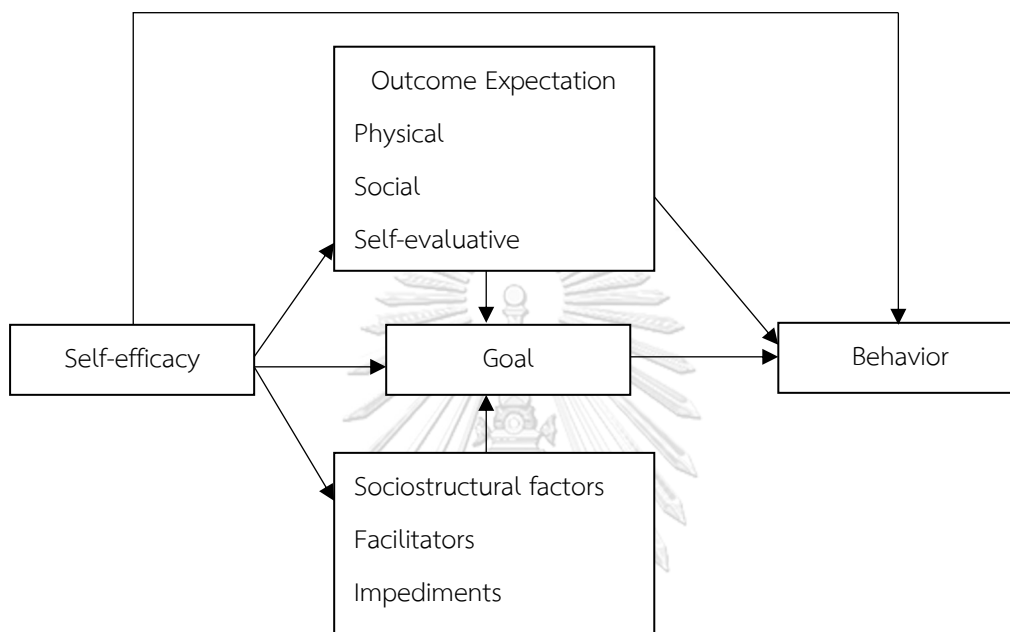 Outcome Expectation
Physical
Social
Self-evaluative
Self-efficacy
Goal
Behavior
Sociostructural factors
Facilitators
Impediments